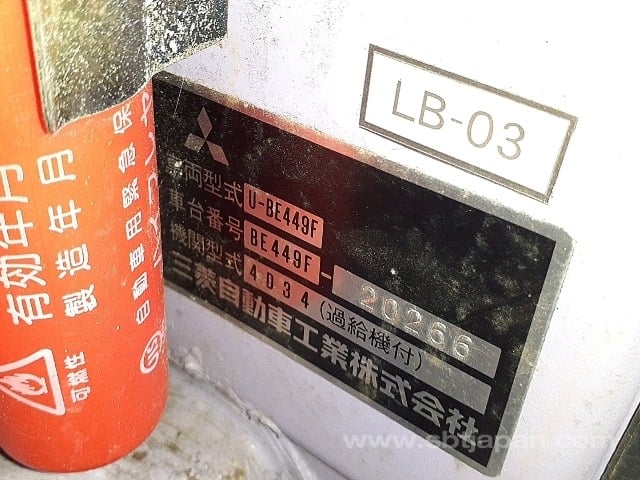 LB-03
車両型式 U-BE449F
車台番号 BE449F-20266
機関型式 4D34(過給機付)
三菱自動車工業株式会社
有効年月
製造年月
自動車用緊急保安
可燃性
www.sbtjapan.com